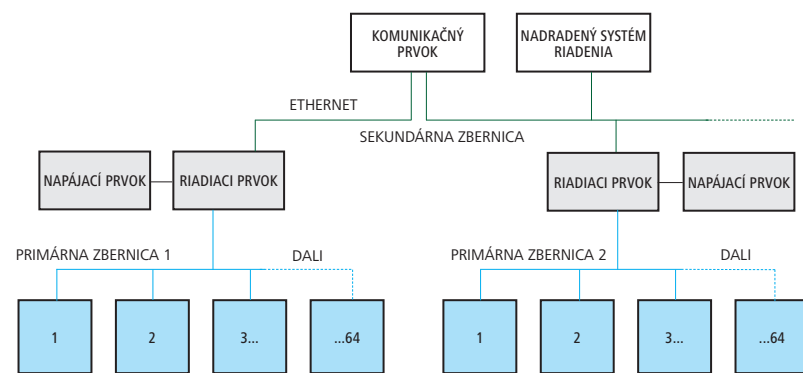 KOMUNIKAČNÝ
PRVOK
NADRADENÝ SYSTÉM
RIADENIA
ETHERNET
SEKUNDÁRNA ZBERNICA
NAPÁJACÍ PRVOK
RIADIACI PRVOK
RIADIACI PRVOK
NAPÁJACÍ PRVOK
PRIMÁRNA ZBERNICA 1
DALI
PRIMÁRNA ZBERNICA 2
DALI
1
2
3...
...64
1
2
3...
...64